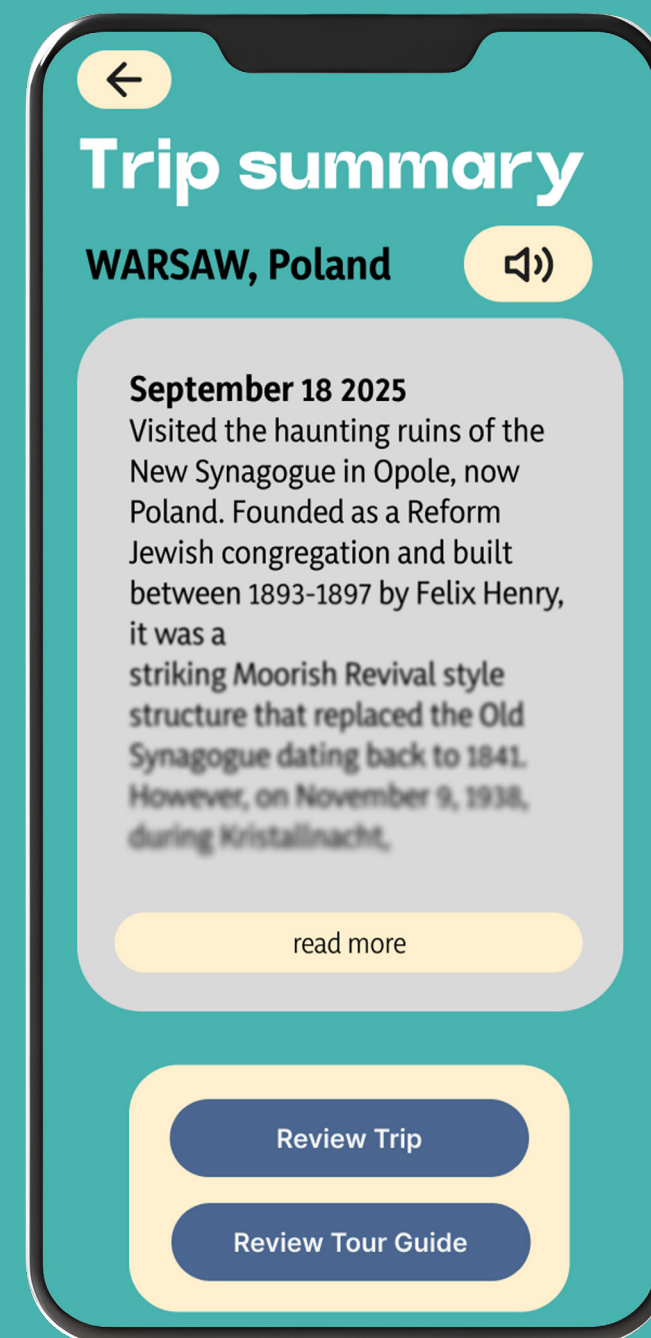 Trip summary
WARSAW, Poland
September 18 2025
Visited the haunting ruins of the
New Synagogue in Opole, now
Poland. Founded as a Reform
Jewish congregation and built
between 1893-1897 by Felix Henry,
it was a
striking Moorish Revival style
structure that replaced the Old
Synagogue dating back to 1841.
However, on November 9, 1938,
during Kristallnacht,
read more
Review Trip
Review Tour Guide